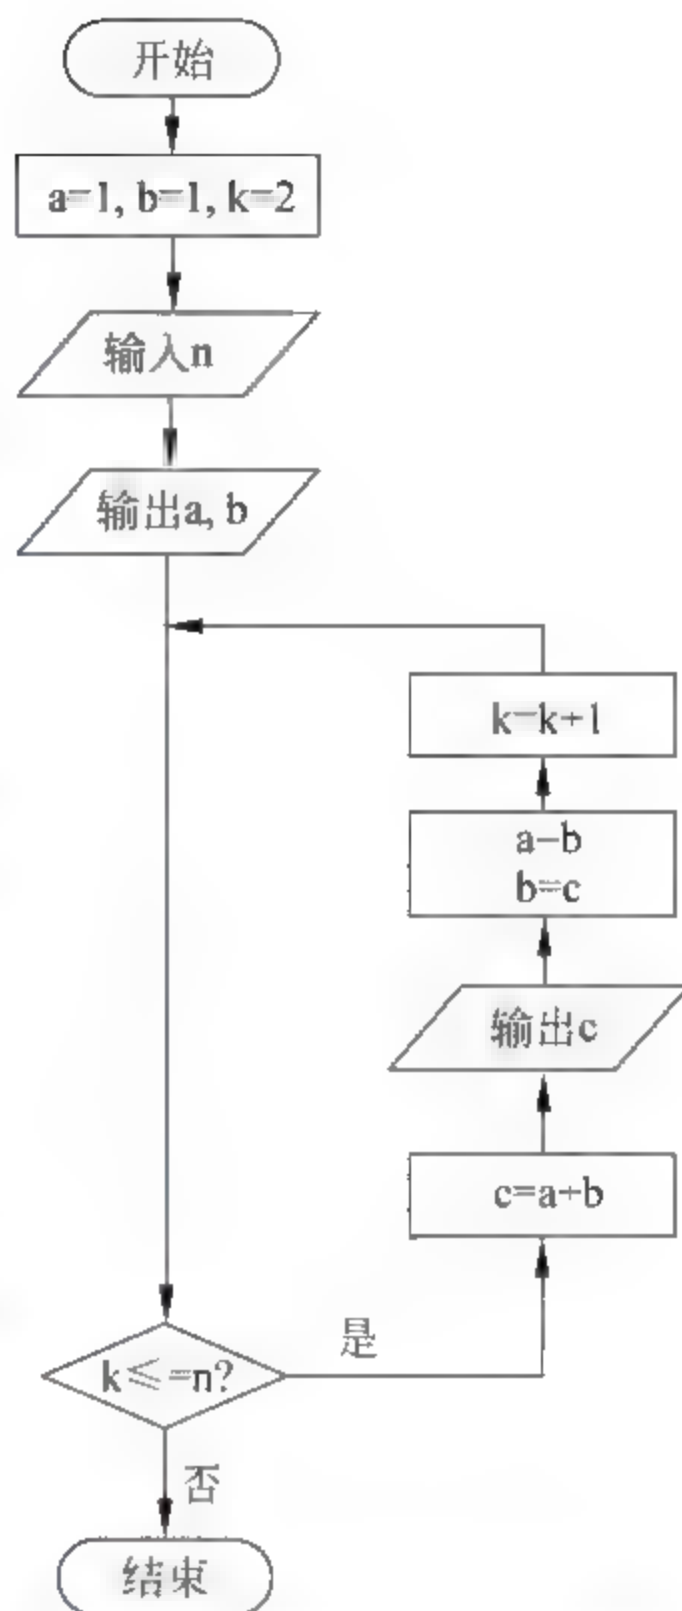 开始
a=1, b=1, k=2
输入n
输出a, b
k=k+1
a=b
b=c
输出c
c=a+b
k≤=n?
是
否
结束